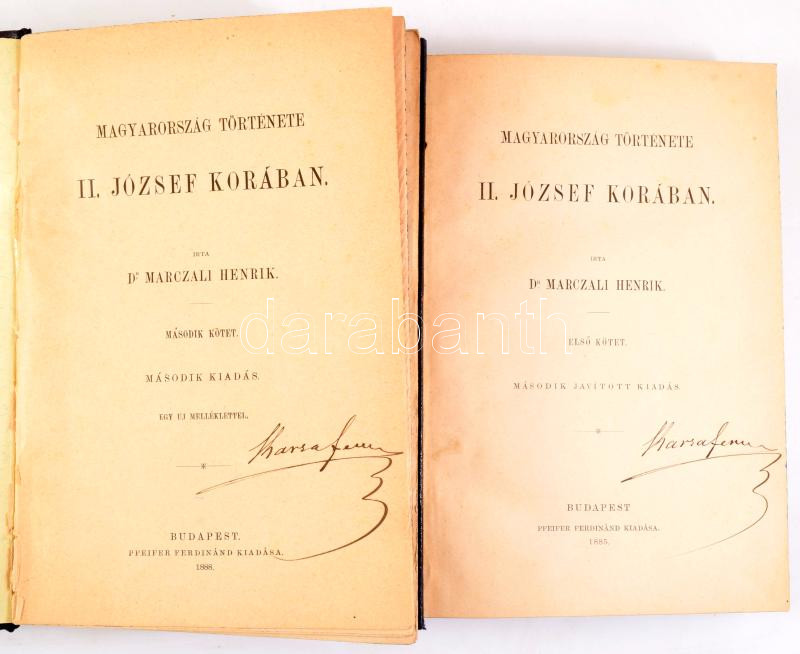 MAGYARORSZÁG TÖRTÉNETE
II. JÓZSEF KORÁBAN.
IRTA
Dr MARCZALI HENRIK.
MÁSODIK KÖTET.
MÁSODIK KIADÁS.
EGY UJ MELLÉKLETTEL.
BUDAPEST.
PFEIFER FERDINÁND KIADÁSA.
1888.
MAGYARORSZÁG TÖRTÉNETE
II. JÓZSEF KORÁBAN.
IRTA
Dr MARCZALI HENRIK.
ELSŐ KÖTET.
MÁSODIK JAVÍTOTT KIADÁS.
BUDAPEST
PFEIFER FERDINÁND KIADÁSA.
1885.
darabanth